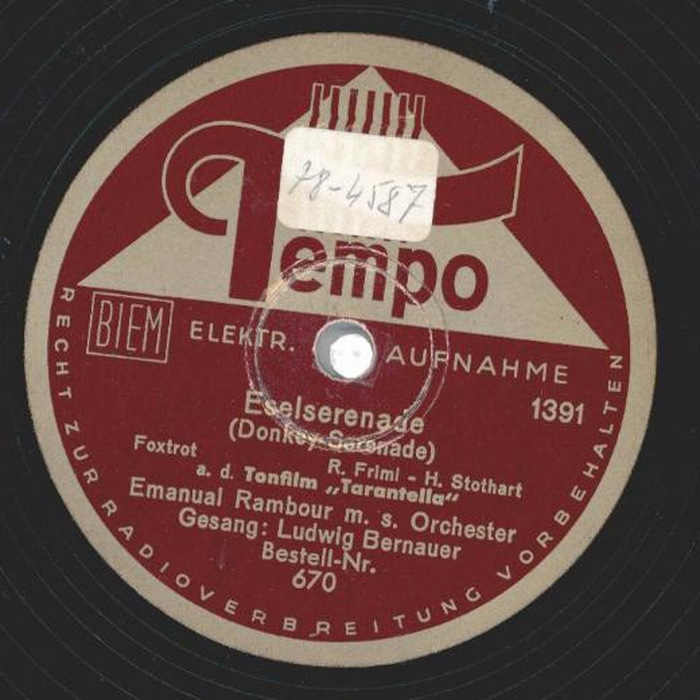 78-4587
Tempo
BIEM
ELEKTR. AUFNAHME
1391
Eselserenade
(Donkey Serenade)
Foxtrot
R. Friml - H. Stothart
a. d. Tonfilm „Tarantella“
Emanual Rambour m. s. Orchester
Gesang: Ludwig Bernauer
Bestell-Nr.
670
RECHT ZUR RADIOVERBREITUNG VORBEHALTEN